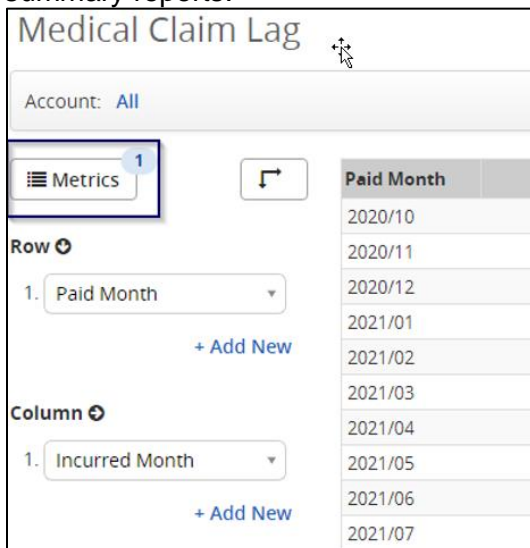 summary reports.
Medical Claim Lag
Account: All
Metrics 1
Row
1. Paid Month
+ Add New
Column
1. Incurred Month
+ Add New
Paid Month
2020/10
2020/11
2020/12
2021/01
2021/02
2021/03
2021/04
2021/05
2021/06
2021/07